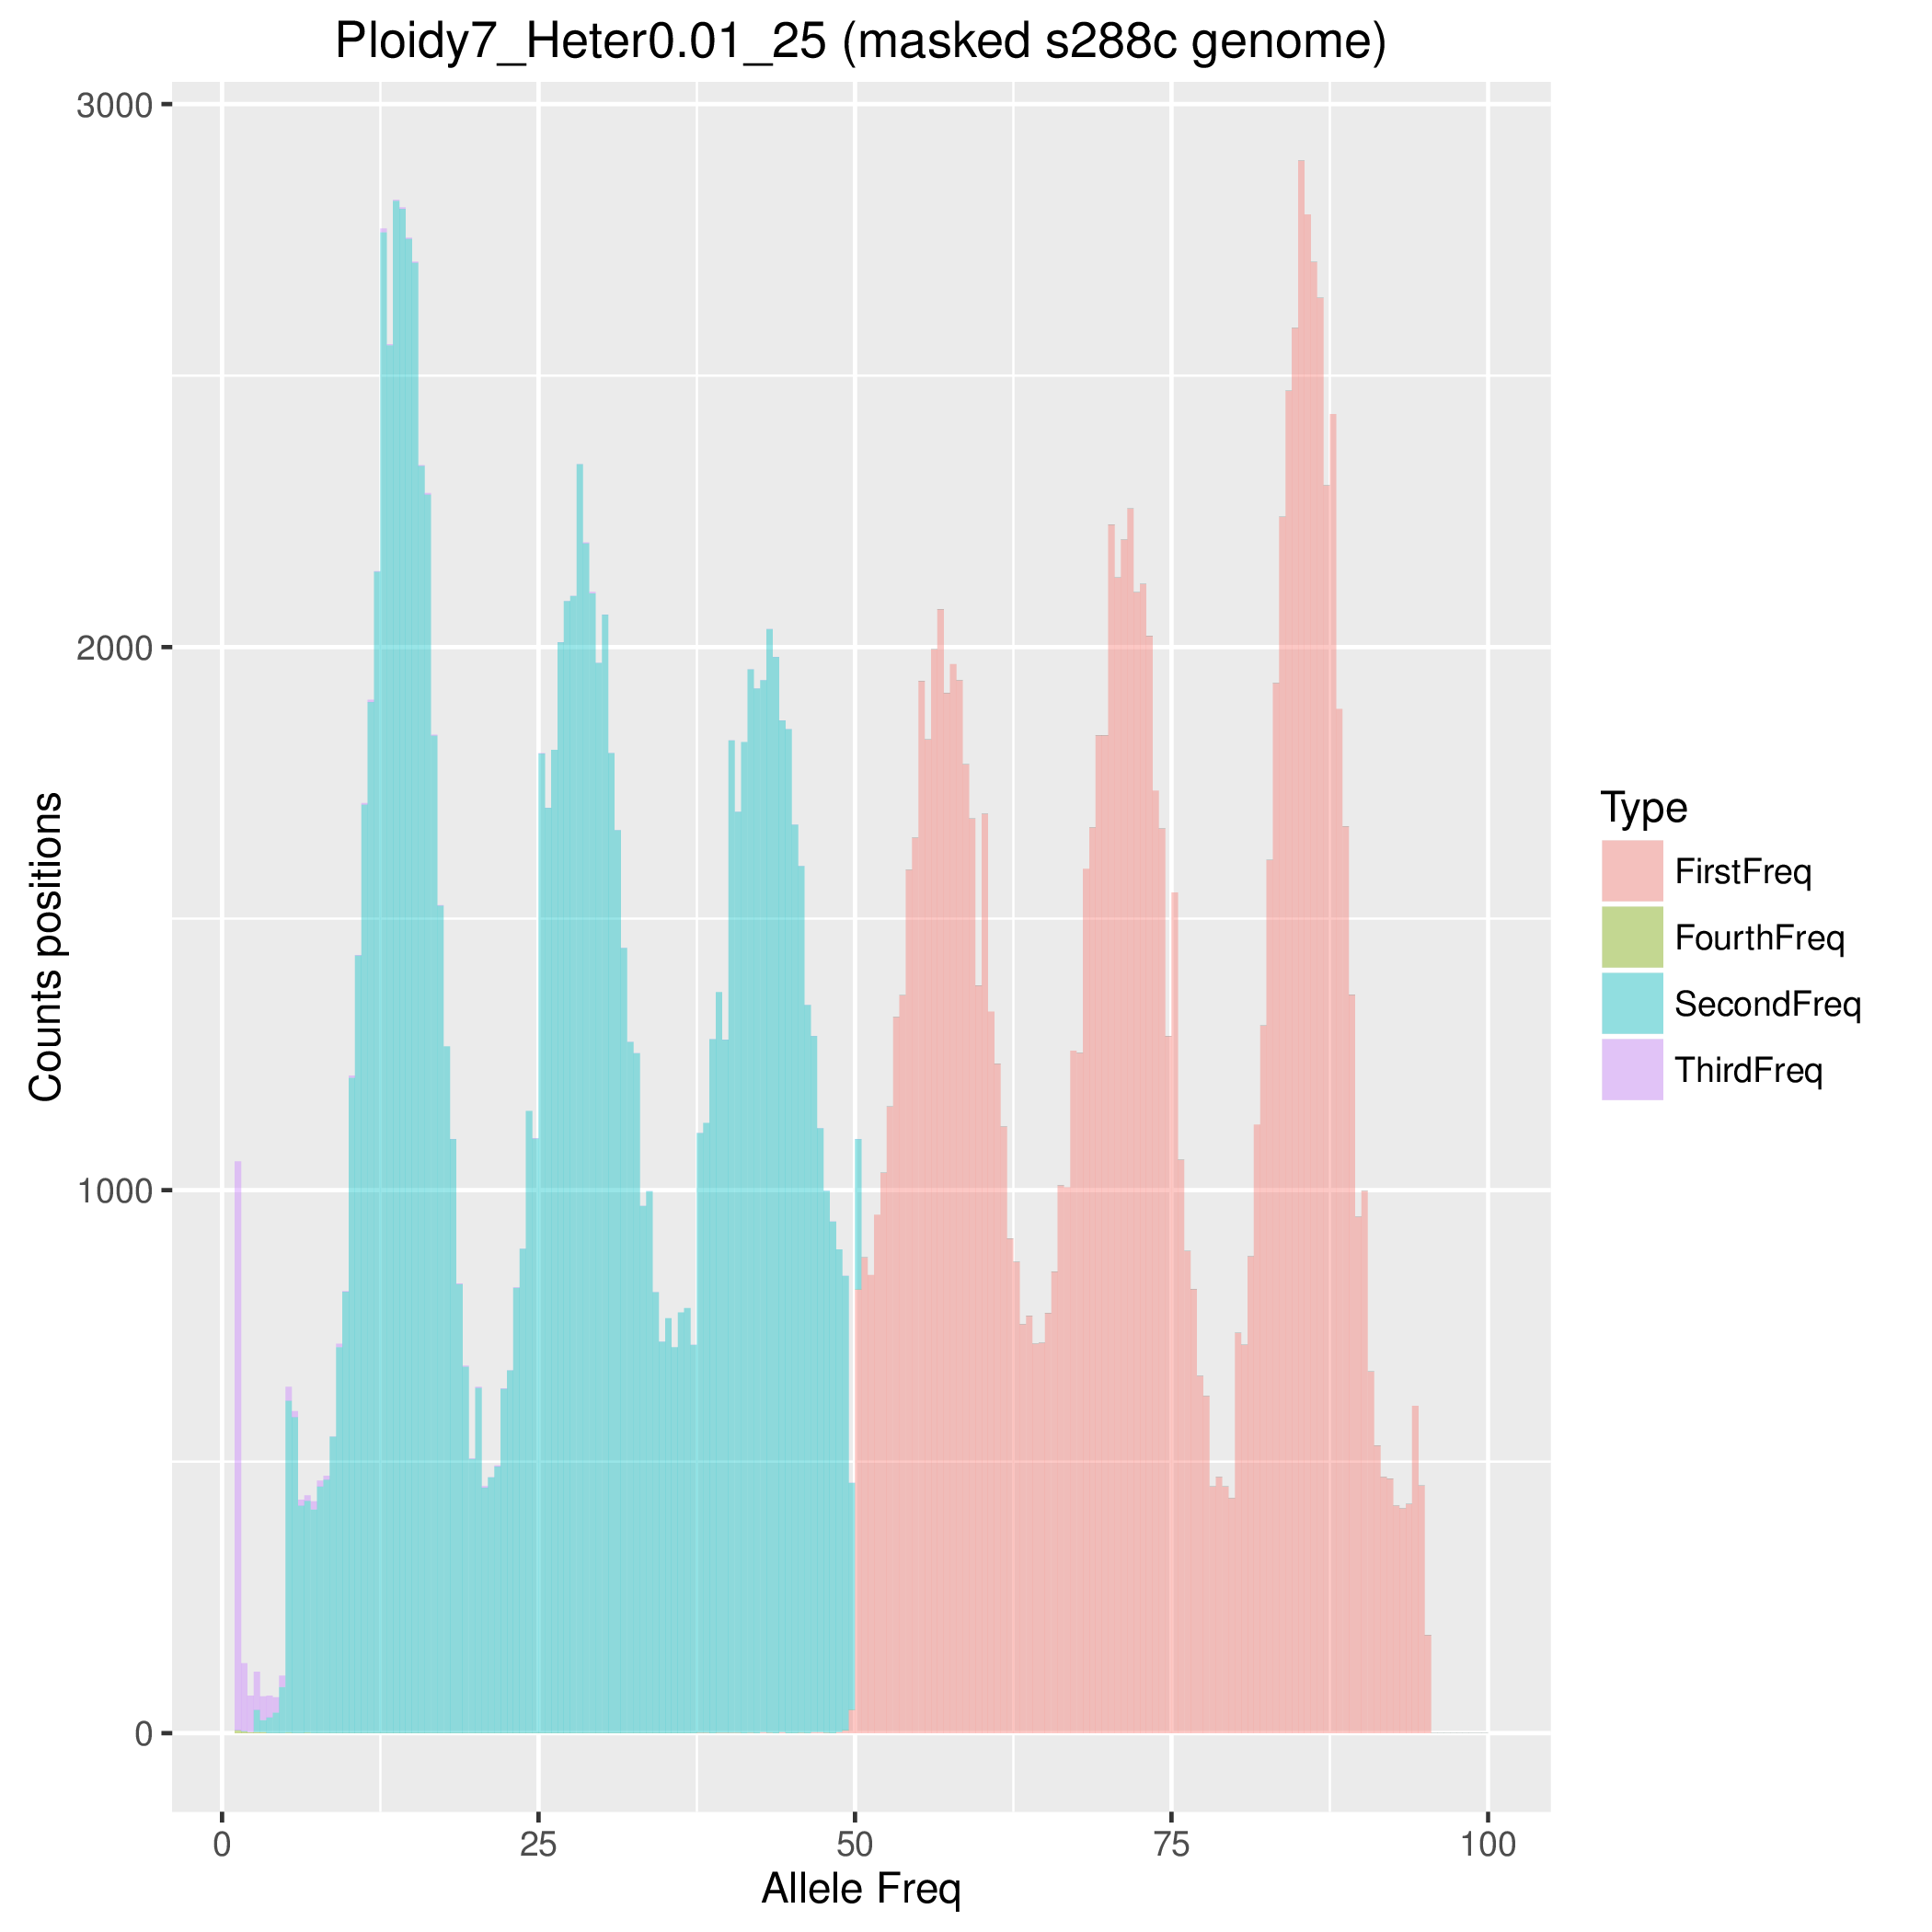 Ploidy7_Heter0.01_25 (masked s288c genome)
3000
2000
1000
0
Counts positions
0 25 50 75 100
Allele Freq
Type
FirstFreq
FourthFreq
SecondFreq
ThirdFreq